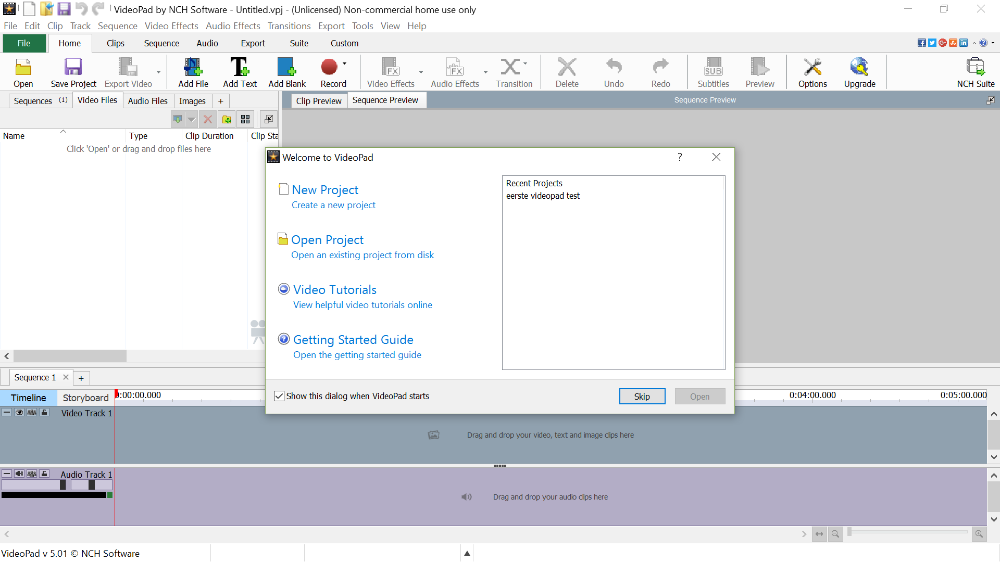 VideoPad by NCH Software - Untitled.vpj - (Unlicensed) Non-commercial home use only
File Edit Clip Track Sequence Video Effects Audio Effects Transitions Export Tools View Help
File Home Clips Sequence Audio Export Suite Custom
Open Save Project Export Video Add File Add Text Add Blank Record Video Effects Audio Effects Transition Delete Undo Redo Subtitles Preview Options Upgrade NCH Suite
Sequences (1) Video Files Audio Files Images +
Clip Preview Sequence Preview Sequence Preview
Name Type Clip Duration Clip Sta
Click 'Open' or drag and drop files here
Welcome to VideoPad
New Project
Create a new project
Open Project
Open an existing project from disk
Video Tutorials
View helpful video tutorials online
Getting Started Guide
Open the getting started guide
Recent Projects
eerste videopad test
Show this dialog when VideoPad starts
Skip Open
Sequence 1 +
Timeline Storyboard 0:00:00.000 0:04:00.000 0:05:00.000
Video Track 1
Drag and drop your video, text and image clips here
Audio Track 1
Drag and drop your audio clips here
VideoPad v 5.01 © NCH Software